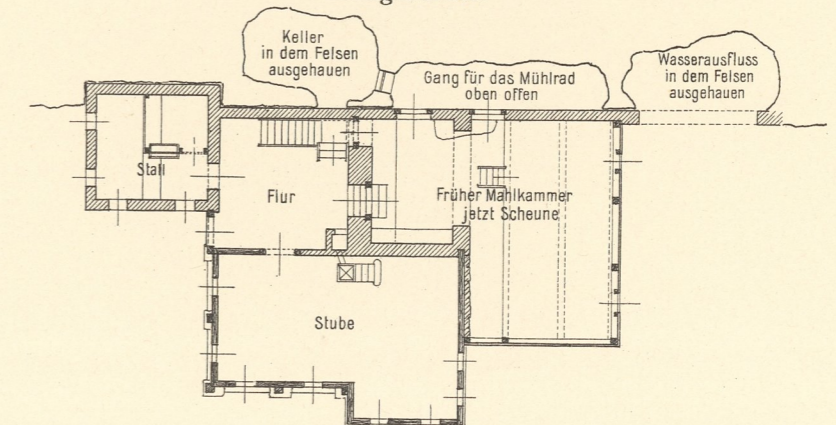 Keller
in dem Felsen
ausgehauen
Gang für das Mühlrad
oben offen
Wasserausfluss
in dem Felsen
ausgehauen
Stall
Flur
Früher Mahlkammer
jetzt Scheune
Stube